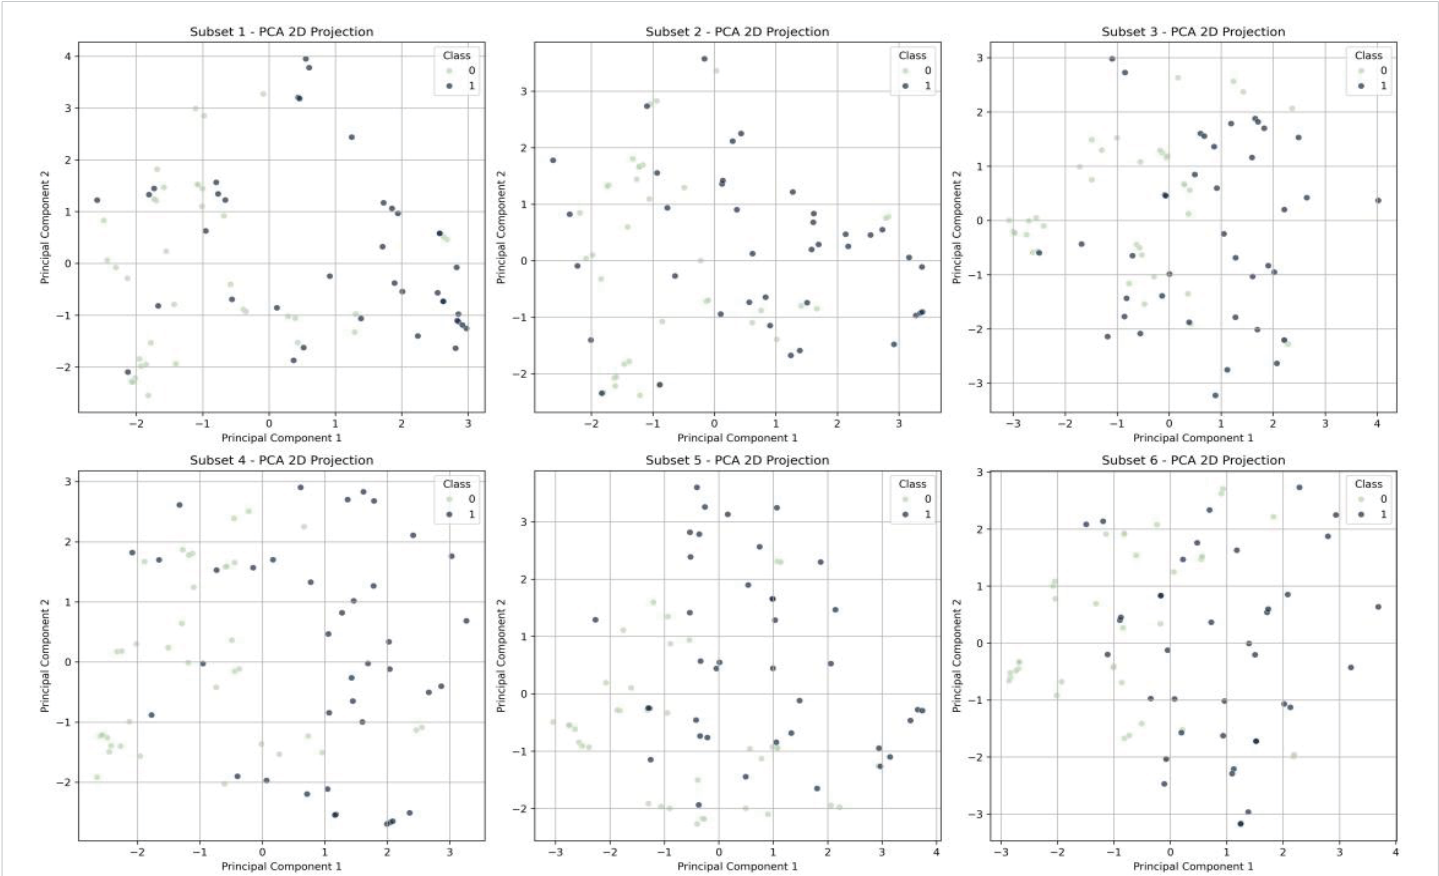 Subset 1 - PCA 2D Projection
Class
0
1
4
3
2
1
0
−1
−2
Principal Component 2
−2 −1 0 1 2 3
Principal Component 1
Subset 2 - PCA 2D Projection
Class
0
1
3
2
1
0
−1
−2
Principal Component 2
−2 −1 0 1 2 3
Principal Component 1
Subset 3 - PCA 2D Projection
Class
0
1
3
2
1
0
−1
−2
−3
Principal Component 2
−3 −2 −1 0 1 2 3 4
Principal Component 1
Subset 4 - PCA 2D Projection
Class
0
1
3
2
1
0
−1
−2
Principal Component 2
−2 −1 0 1 2 3
Principal Component 1
Subset 5 - PCA 2D Projection
Class
0
1
3
2
1
0
−1
−2
Principal Component 2
−3 −2 −1 0 1 2 3 4
Principal Component 1
Subset 6 - PCA 2D Projection
Class
0
1
3
2
1
0
−1
−2
−3
Principal Component 2
−3 −2 −1 0 1 2 3 4
Principal Component 1